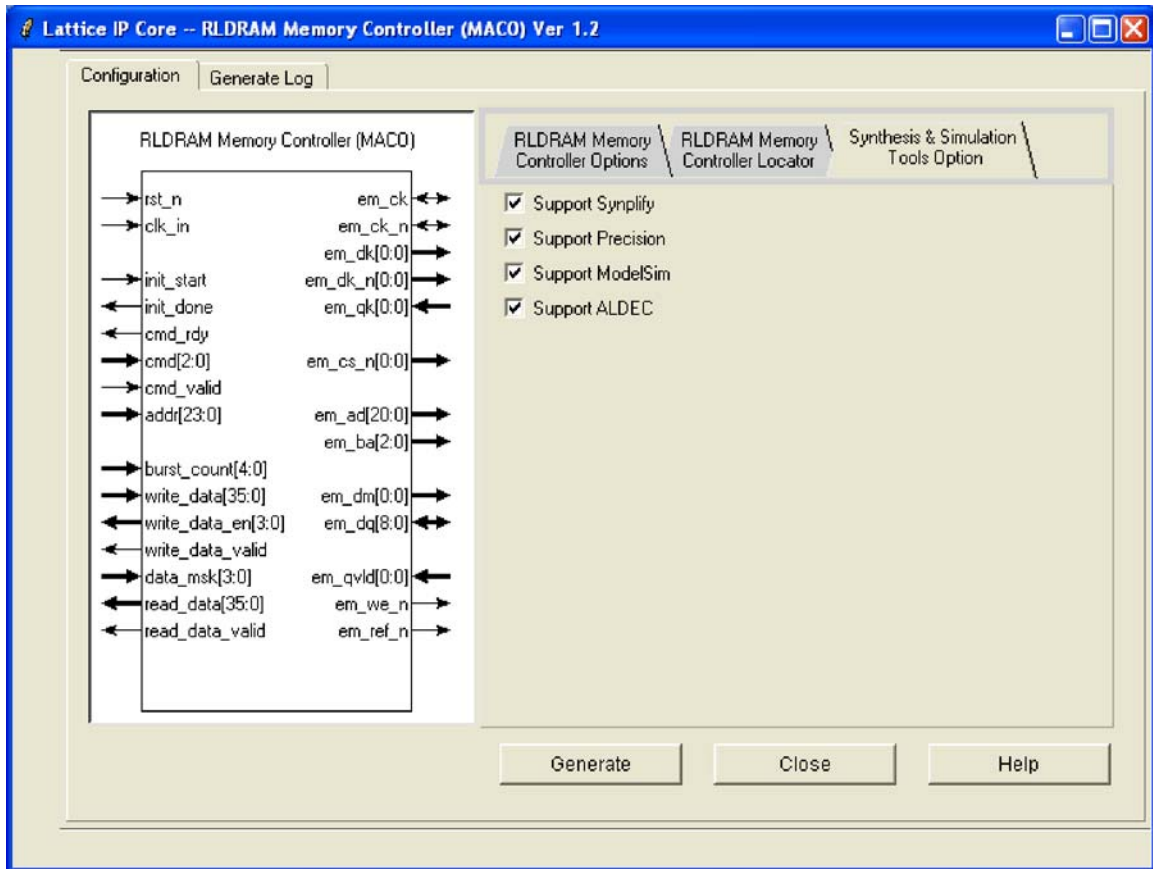 Lattice IP Core -- RLDRAM Memory Controller (MACO) Ver 1.2
Configuration
Generate Log
RLDRAM Memory Controller (MACO)
rst_n
em_ck
clk_in
em_ck_n
em_dk[0:0]
init_start
em_dk_n[0:0]
init_done
em_qk[0:0]
cmd_rdy
cmd[2:0]
em_cs_n[0:0]
cmd_valid
addr[23:0]
em_ad[20:0]
em_ba[2:0]
burst_count[4:0]
write_data[35:0]
em_dm[0:0]
write_data_en[3:0]
em_dq[8:0]
write_data_valid
data_msk[3:0]
em_qvld[0:0]
read_data[35:0]
em_we_n
read_data_valid
em_ref_n
RLDRAM Memory
Controller Options
RLDRAM Memory
Controller Locator
Synthesis & Simulation
Tools Option
Support Synplify
Support Precision
Support ModelSim
Support ALDEC
Generate
Close
Help